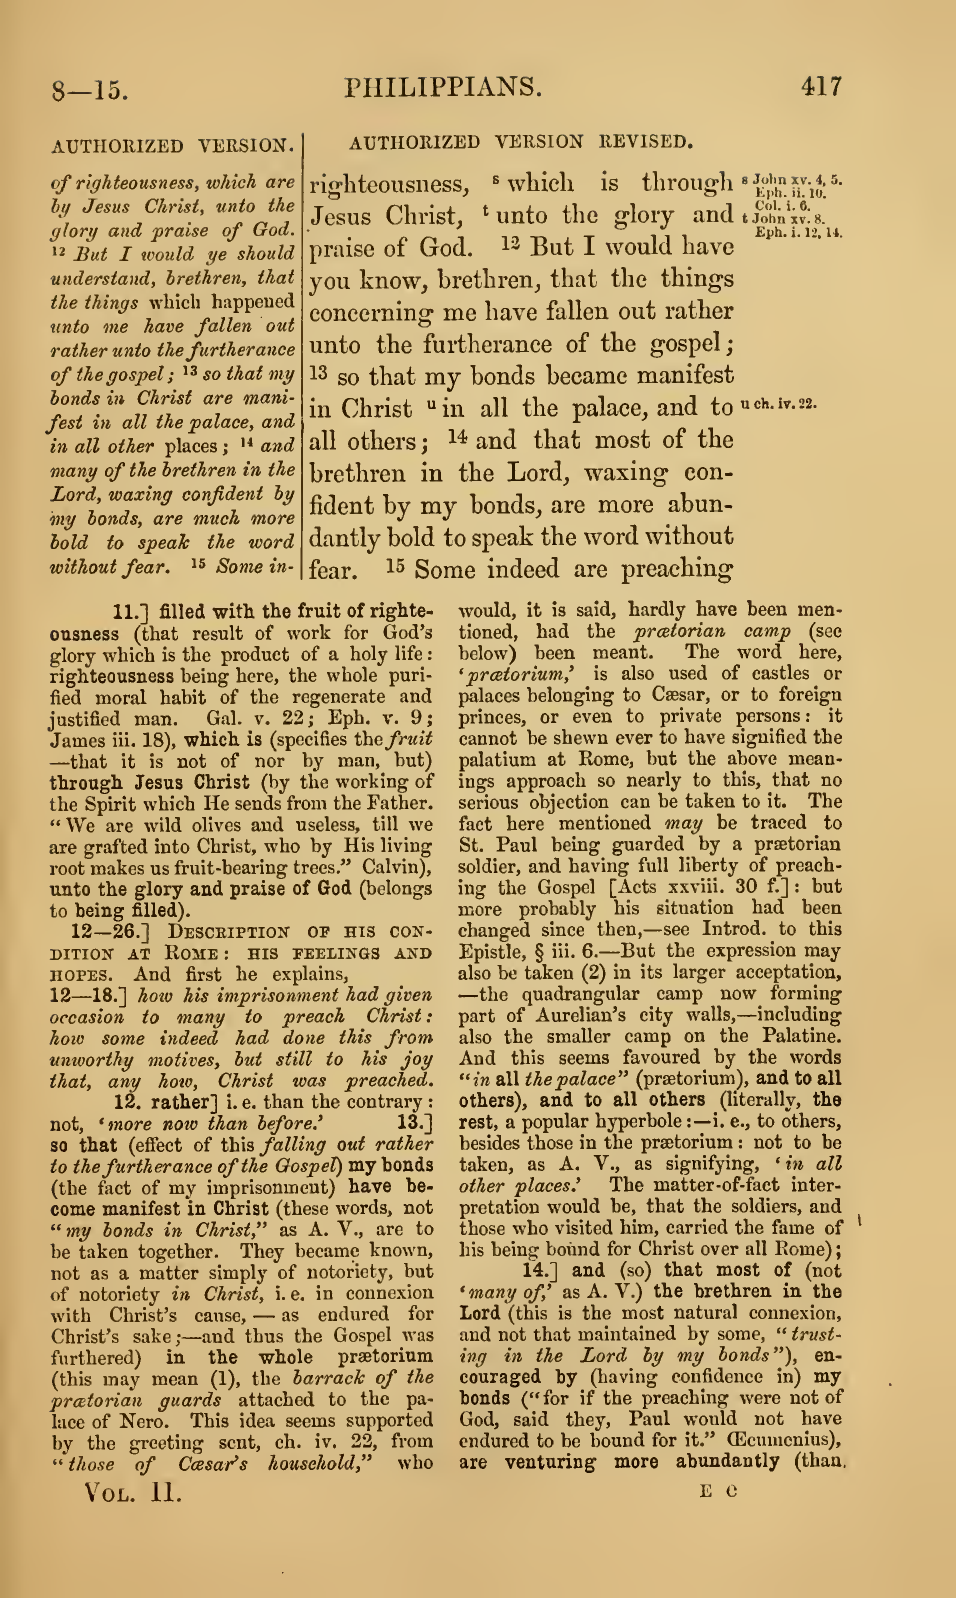 8—15.
PHILIPPIANS.
417
AUTHORIZED VERSION.
of righteousness, which are
by Jesus Christ, unto the
glory and praise of God.
¹² But I would ye should
understand, brethren, that
the things which happened
unto me have fallen out
rather unto the furtherance
of the gospel; ¹³ so that my
bonds in Christ are mani-
fest in all the palace, and
in all other places; ¹⁴ and
many of the brethren in the
Lord, waxing confident by
my bonds, are much more
bold to speak the word
without fear. ¹⁵ Some in-
AUTHORIZED VERSION REVISED.
righteousness, ˢ which is through
Jesus Christ, ᵗ unto the glory and
praise of God. ¹² But I would have
you know, brethren, that the things
concerning me have fallen out rather
unto the furtherance of the gospel;
¹³ so that my bonds became manifest
in Christ ᵘ in all the palace, and to
all others; ¹⁴ and that most of the
brethren in the Lord, waxing con-
fident by my bonds, are more abun-
dantly bold to speak the word without
fear. ¹⁵ Some indeed are preaching
s John xv. 4, 5.
Eph. ii. 10.
Col. i. 6.
t John xv. 8.
Eph. i. 12, 14.
u ch. iv. 22.
11.] filled with the fruit of righte-
ousness (that result of work for God's
glory which is the product of a holy life:
righteousness being here, the whole puri-
fied moral habit of the regenerate and
justified man. Gal. v. 22; Eph. v. 9;
James iii. 18), which is (specifies the fruit
—that it is not of nor by man, but)
through Jesus Christ (by the working of
the Spirit which He sends from the Father.
"We are wild olives and useless, till we
are grafted into Christ, who by His living
root makes us fruit-bearing trees." Calvin),
unto the glory and praise of God (belongs
to being filled).
12—26.] DESCRIPTION OF HIS CON-
DITION AT ROME: HIS FEELINGS AND
HOPES. And first he explains,
12—18.] how his imprisonment had given
occasion to many to preach Christ:
how some indeed had done this from
unworthy motives, but still to his joy
that, any how, Christ was preached.
12. rather] i. e. than the contrary:
not, 'more now than before.' 13.]
so that (effect of this falling out rather
to the furtherance of the Gospel) my bonds
(the fact of my imprisonment) have be-
come manifest in Christ (these words, not
"my bonds in Christ," as A. V., are to
be taken together. They became known,
not as a matter simply of notoriety, but
of notoriety in Christ, i. e. in connexion
with Christ's cause,—as endured for
Christ's sake;—and thus the Gospel was
furthered) in the whole prætorium
(this may mean (1), the barrack of the
prætorian guards attached to the pa-
lace of Nero. This idea seems supported
by the greeting sent, ch. iv. 22, from
"those of Cæsar's household," who
would, it is said, hardly have been men-
tioned, had the prætorian camp (see
below) been meant. The word here,
'prætorium,' is also used of castles or
palaces belonging to Cæsar, or to foreign
princes, or even to private persons: it
cannot be shewn ever to have signified the
palatium at Rome, but the above mean-
ings approach so nearly to this, that no
serious objection can be taken to it. The
fact here mentioned may be traced to
St. Paul being guarded by a prætorian
soldier, and having full liberty of preach-
ing the Gospel [Acts xxviii. 30 f.]: but
more probably his situation had been
changed since then,—see Introd. to this
Epistle, § iii. 6.—But the expression may
also be taken (2) in its larger acceptation,
—the quadrangular camp now forming
part of Aurelian's city walls,—including
also the smaller camp on the Palatine.
And this seems favoured by the words
"in all the palace" (prætorium), and to all
others), and to all others (literally, the
rest, a popular hyperbole:—i. e., to others,
besides those in the prætorium: not to be
taken, as A. V., as signifying, 'in all
other places.' The matter-of-fact inter-
pretation would be, that the soldiers, and
those who visited him, carried the fame of
his being bound for Christ over all Rome);
14.] and (so) that most of (not
'many of,' as A. V.) the brethren in the
Lord (this is the most natural connexion,
and not that maintained by some, "trust-
ing in the Lord by my bonds"), en-
couraged by (having confidence in) my
bonds ("for if the preaching were not of
God, said they, Paul would not have
endured to be bound for it." Œcumenius),
are venturing more abundantly (than
VOL. II.
E e